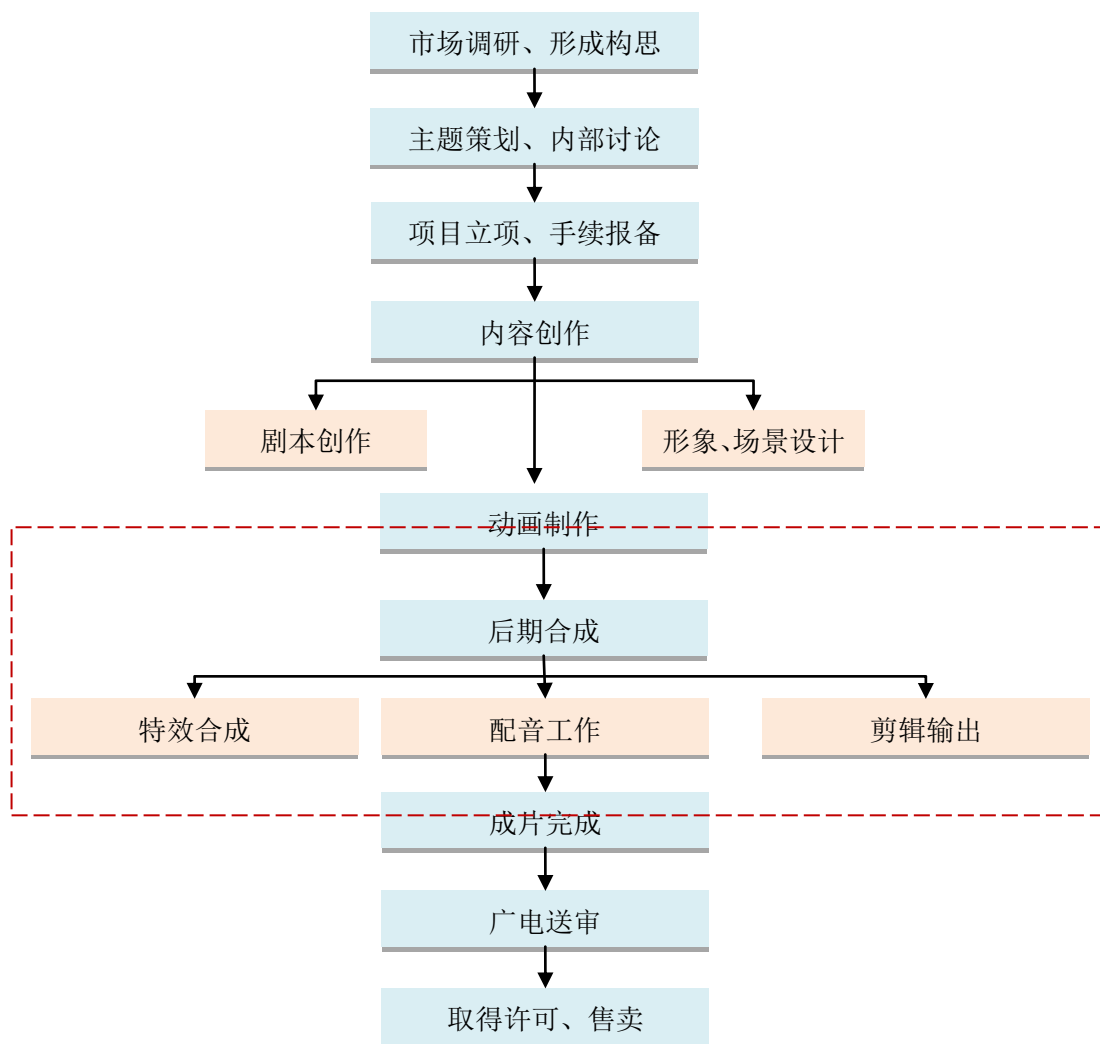 市场调研、形成构思
主题策划、内部讨论
项目立项、手续报备
内容创作
剧本创作
形象、场景设计
动画制作
后期合成
特效合成
配音工作
剪辑输出
成片完成
广电送审
取得许可、售卖